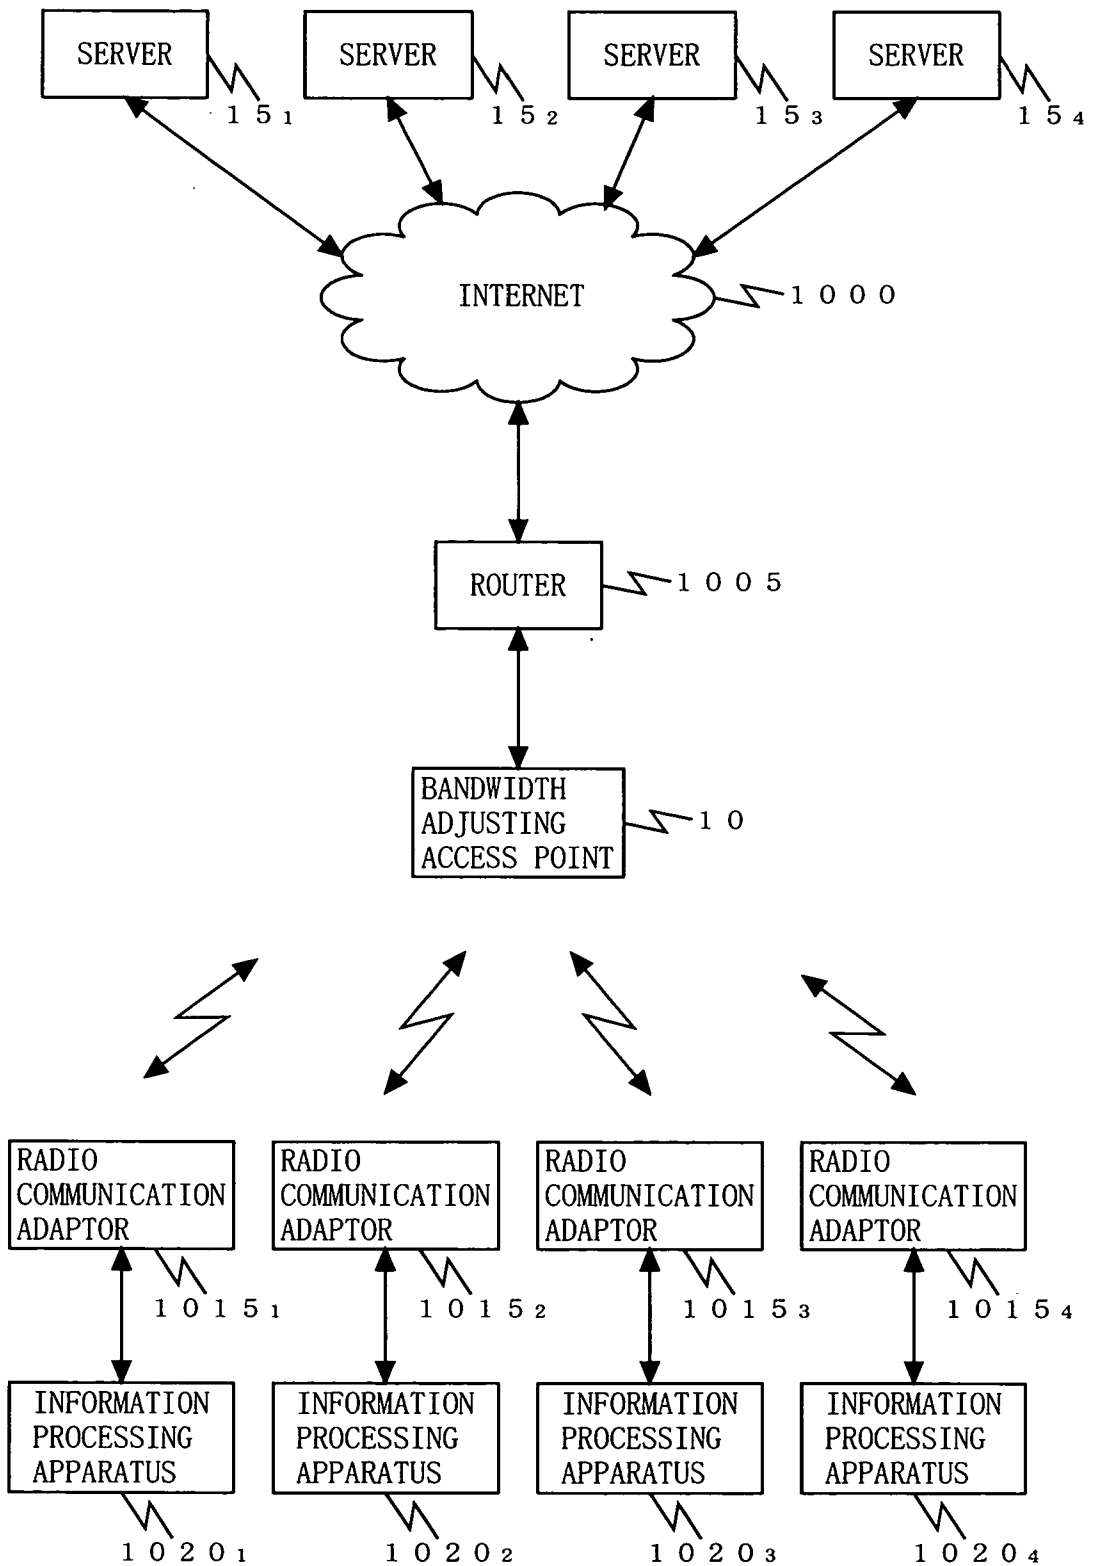 SERVER SERVER SERVER SERVER
15₁ 15₂ 15₃ 15₄
INTERNET
1000
ROUTER
1005
BANDWIDTH
ADJUSTING
ACCESS POINT
10
RADIO
COMMUNICATION
ADAPTOR
RADIO
COMMUNICATION
ADAPTOR
RADIO
COMMUNICATION
ADAPTOR
RADIO
COMMUNICATION
ADAPTOR
1015₁ 1015₂ 1015₃ 1015₄
INFORMATION
PROCESSING
APPARATUS
INFORMATION
PROCESSING
APPARATUS
INFORMATION
PROCESSING
APPARATUS
INFORMATION
PROCESSING
APPARATUS
1020₁ 1020₂ 1020₃ 1020₄